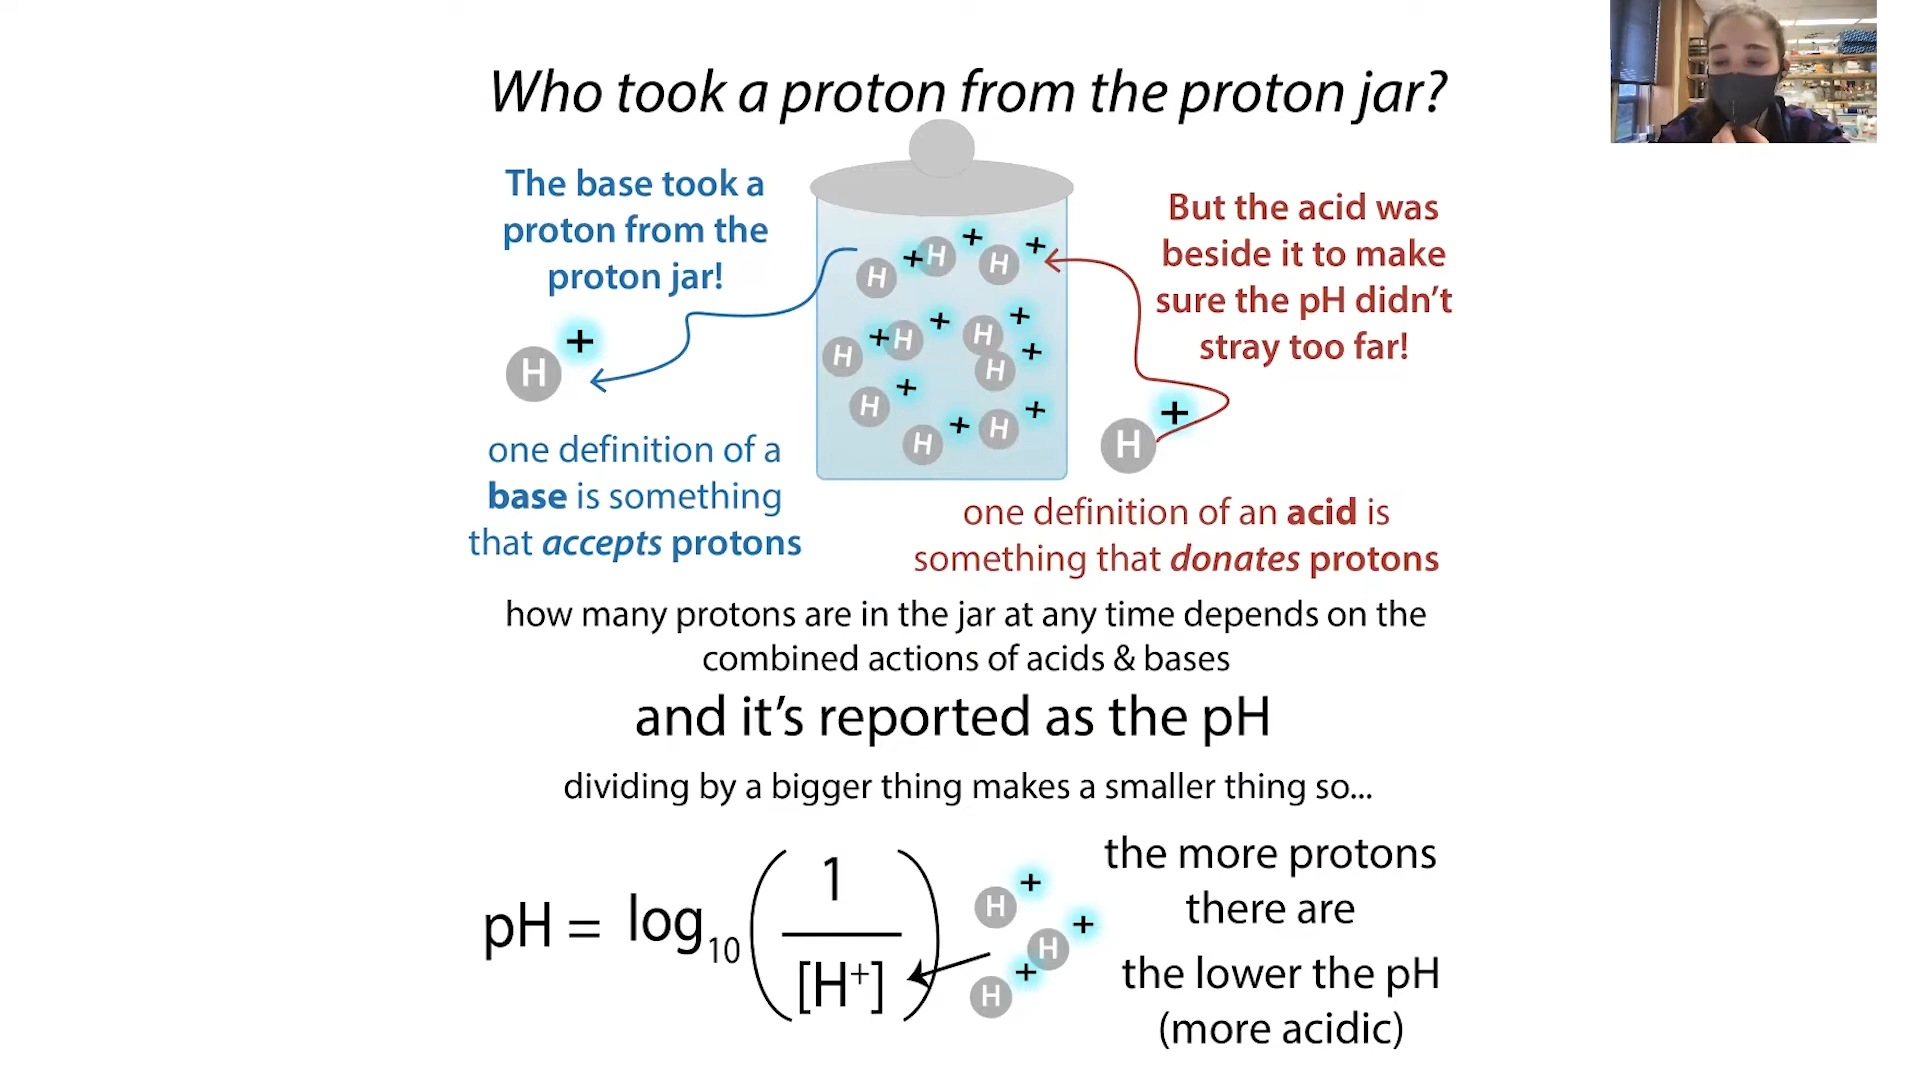 Who took a proton from the proton jar?
The base took a
proton from the
proton jar!
H +
one definition of a
base is something
that accepts protons
H + H + H +
H + H + H +
H +
H +
H + H +
But the acid was
beside it to make
sure the pH didn't
stray too far!
H +
one definition of an acid is
something that donates protons
how many protons are in the jar at any time depends on the
combined actions of acids & bases
and it's reported as the pH
dividing by a bigger thing makes a smaller thing so...
pH = log10 ( 1 / [H+] )
H +
H +
H +
the more protons
there are
the lower the pH
(more acidic)